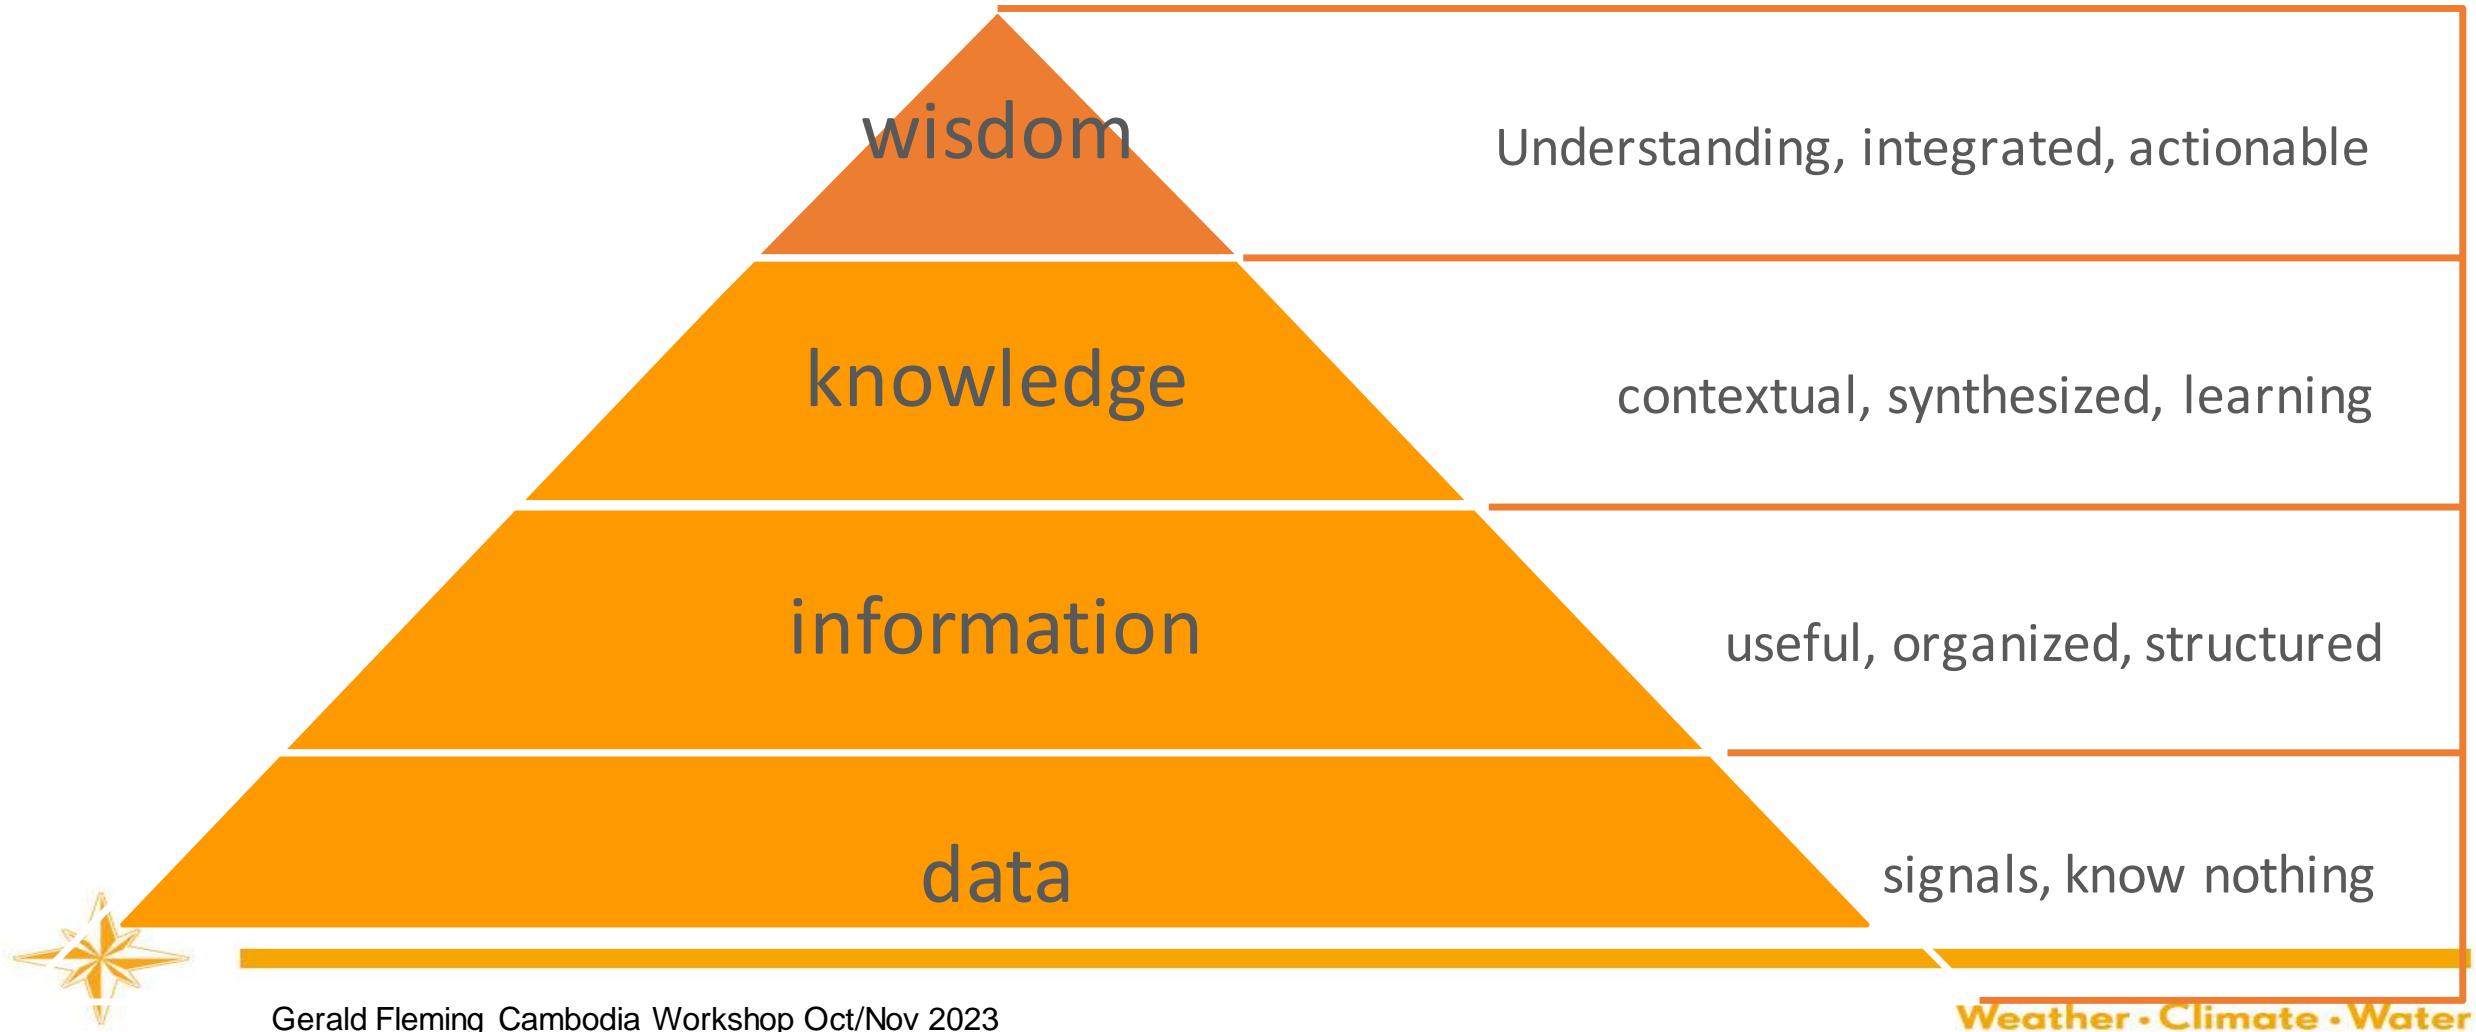 wisdom
Understanding, integrated, actionable
knowledge
contextual, synthesized, learning
information
useful, organized, structured
data
signals, know nothing
Gerald Fleming Cambodia Workshop Oct/Nov 2023
Weather • Climate • Water